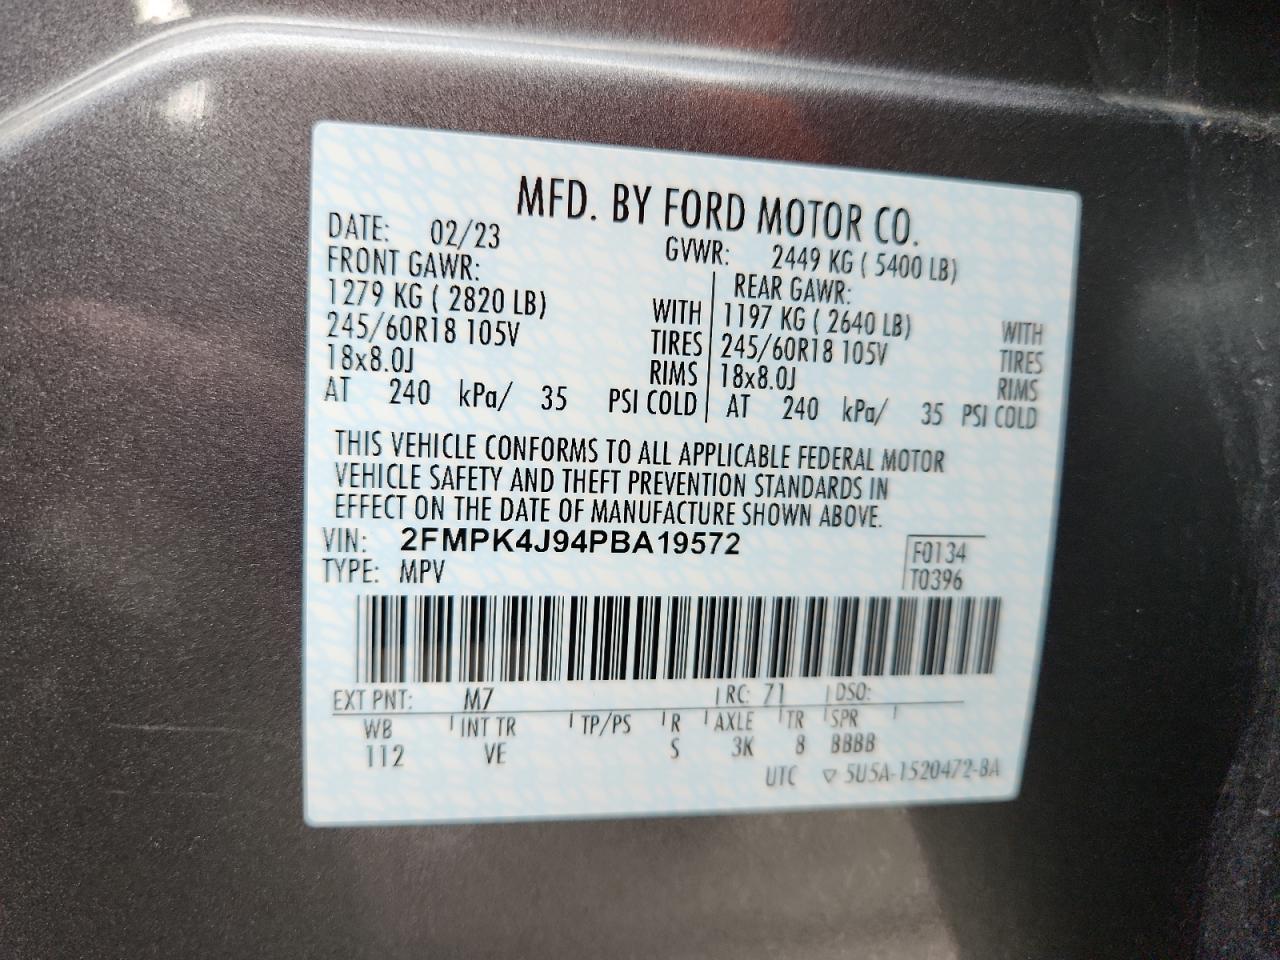 MFD. BY FORD MOTOR CO.
DATE: 02/23 GVWR: 2449 KG ( 5400 LB)
FRONT GAWR: REAR GAWR:
1279 KG ( 2820 LB) WITH 1197 KG ( 2640 LB) WITH
245/60R18 105V TIRES 245/60R18 105V TIRES
18x8.0J RIMS 18x8.0J RIMS
AT 240 kPa/ 35 PSI COLD AT 240 kPa/ 35 PSI COLD
THIS VEHICLE CONFORMS TO ALL APPLICABLE FEDERAL MOTOR
VEHICLE SAFETY AND THEFT PREVENTION STANDARDS IN
EFFECT ON THE DATE OF MANUFACTURE SHOWN ABOVE.
VIN: 2FMPK4J94PBA19572 F0134
TYPE: MPV T0396
EXT PNT: M7 RC: 71 DSO:
WB INT TR TP/PS R AXLE TR SPR
112 VE S 3K 8 BBBB
UTC ▽ 5U5A-1520472-BA